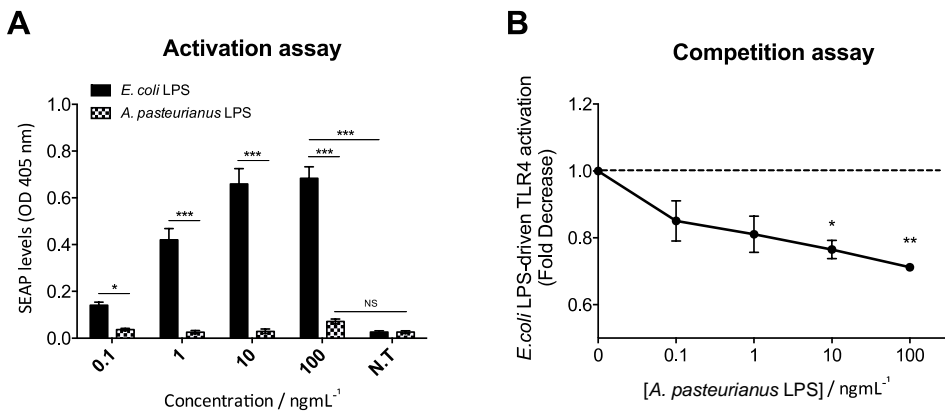 A
Activation assay
E. coli LPS
A. pasteurianus LPS
SEAP levels (OD 405 nm)
1.0
0.8
0.6
0.4
0.2
0.0
*
***
***
***
***
NS
0.1
1
10
100
N.T
Concentration / ngmL⁻¹
B
Competition assay
E.coli LPS-driven TLR4 activation
(Fold Decrease)
1.2
1.0
0.8
0.6
*
**
0
0.1
1
10
100
[A. pasteurianus LPS] / ngmL⁻¹